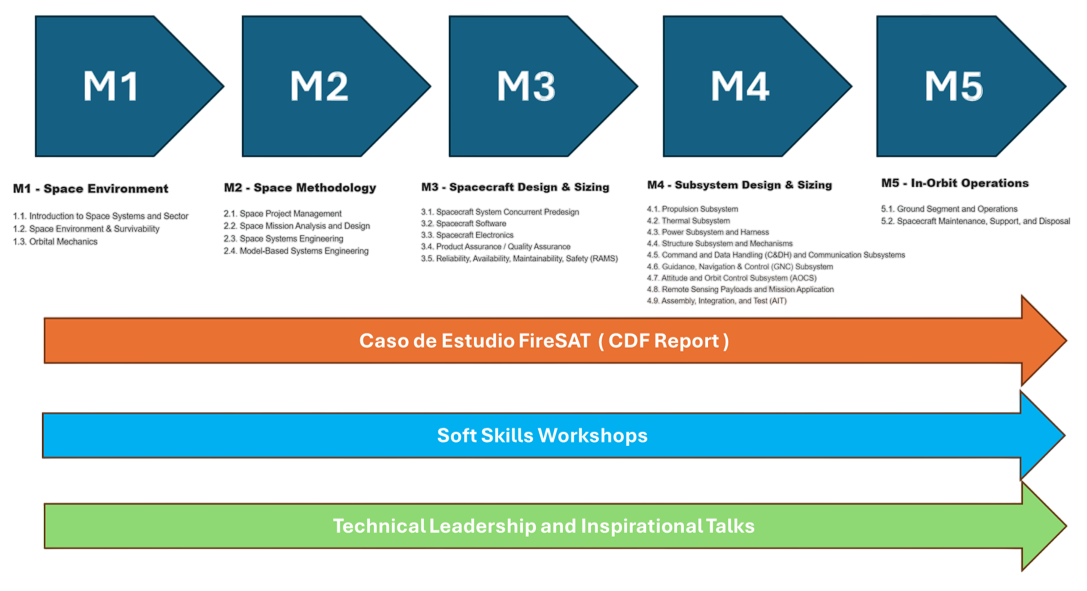 M1
M2
M3
M4
M5
M1 - Space Environment
1.1. Introduction to Space Systems and Sector
1.2. Space Environment & Survivability
1.3. Orbital Mechanics
M2 - Space Methodology
2.1. Space Project Management
2.2. Space Mission Analysis and Design
2.3. Space Systems Engineering
2.4. Model-Based Systems Engineering
M3 - Spacecraft Design & Sizing
3.1. Spacecraft System Concurrent Predesign
3.2. Spacecraft Software
3.3. Spacecraft Electronics
3.4. Product Assurance / Quality Assurance
3.5. Reliability, Availability, Maintainability, Safety (RAMS)
M4 - Subsystem Design & Sizing
4.1. Propulsion Subsystem
4.2. Thermal Subsystem
4.3. Power Subsystem and Harness
4.4. Structure Subsystem and Mechanisms
4.5. Command and Data Handling (C&DH) and Communication Subsystems
4.6. Guidance, Navigation & Control (GNC) Subsystem
4.7. Attitude and Orbit Control Subsystem (AOCS)
4.8. Remote Sensing Payloads and Mission Application
4.9. Assembly, Integration, and Test (AIT)
M5 - In-Orbit Operations
5.1. Ground Segment and Operations
5.2. Spacecraft Maintenance, Support, and Disposal
Caso de Estudio FireSAT ( CDF Report )
Soft Skills Workshops
Technical Leadership and Inspirational Talks